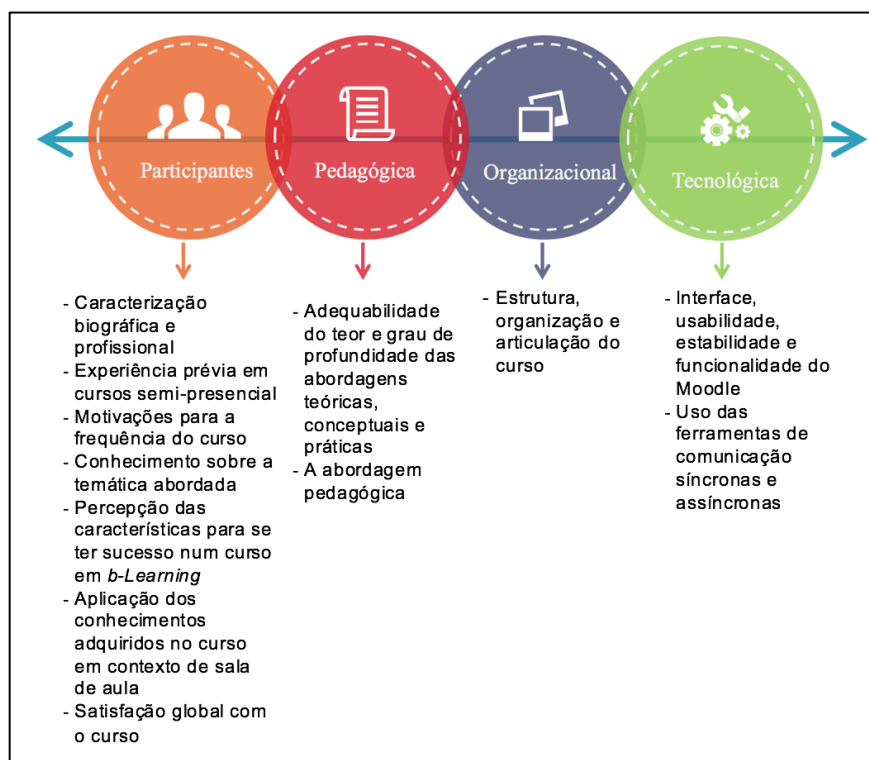 Participantes
Pedagógica
Organizacional
Tecnológica
- Caracterização
biográfica e
profissional
- Experiência prévia em
cursos semi-presencial
- Motivações para a
frequência do curso
- Conhecimento sobre a
temática abordada
- Percepção das
características para se
ter sucesso num curso
em b-Learning
- Aplicação dos
conhecimentos
adquiridos no curso
em contexto de sala
de aula
- Satisfação global com
o curso
- Adequabilidade
do teor e grau de
profundidade das
abordagens
teóricas,
conceptuais e
práticas
- A abordagem
pedagógica
- Estrutura,
organização e
articulação do
curso
- Interface,
usabilidade,
estabilidade e
funcionalidade do
Moodle
- Uso das
ferramentas de
comunicação
síncronas e
assíncronas